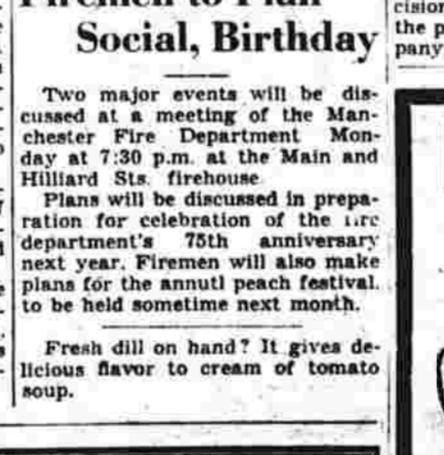 Firemen to Plan
Social, Birthday
Two major events will be dis-
cussed at a meeting of the Man-
chester Fire Department Mon-
day at 7:30 p.m. at the Main and
Hilliard Sts. firehouse
Plans will be discussed in prepa-
ration for celebration of the fire
department's 75th anniversary
next year. Firemen will also make
plans for the annutl peach festival.
to be held sometime next month.
Fresh dill on hand? It gives de-
licious flavor to cream of tomato
soup.
the p
pany